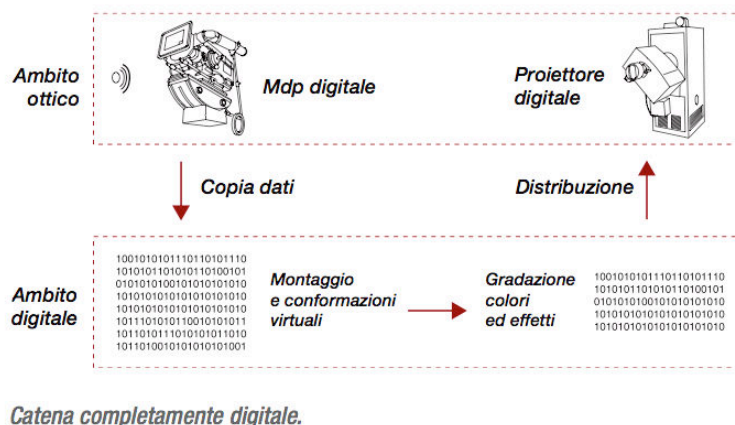 Ambito
ottico
Mdp digitale
Proiettore
digitale
Copia dati
Distribuzione
Ambito
digitale
1001010101110110101110
1010101101010110100101
0101010100101010101010
1010101010101010101010
1010101010101010101010
1011101010110010101011
1011010111010101011010
1011010010101010101001
Montaggio
e conformazioni
virtuali
Gradazione
colori
ed effetti
1001010101110110101110
1010101101010110100101
0101010100101010101010
1010101010101010101010
1010101010101010101010
Catena completamente digitale.